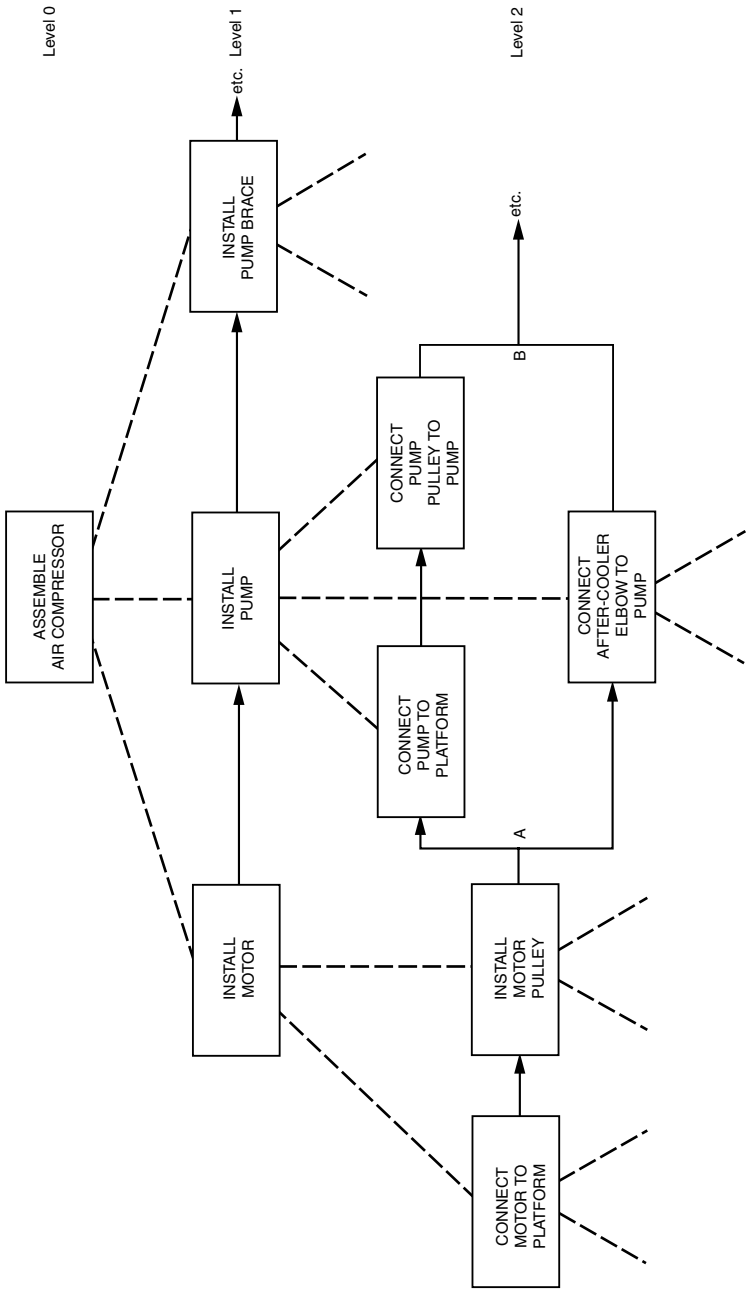 Level 0
ASSEMBLE
AIR COMPRESSOR
Level 1
INSTALL
MOTOR
INSTALL
PUMP
INSTALL
PUMP BRACE
etc.
Level 2
CONNECT
MOTOR TO
PLATFORM
INSTALL
MOTOR
PULLEY
A
CONNECT
PUMP TO
PLATFORM
CONNECT
PUMP
PULLEY TO
PUMP
CONNECT
AFTER-COOLER
ELBOW TO
PUMP
B
etc.